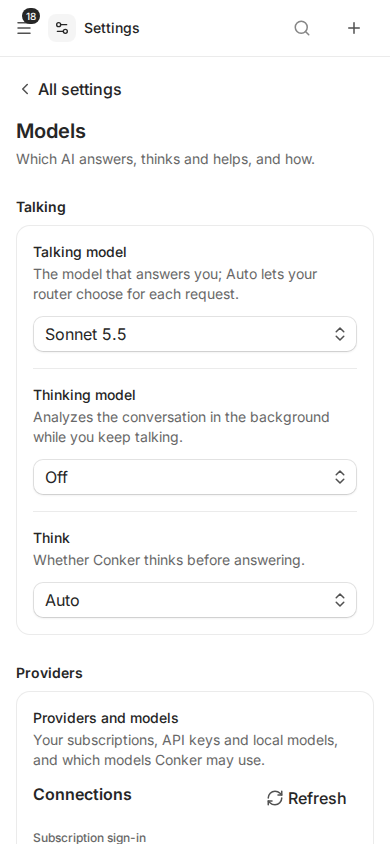 18
Settings
All settings
Models
Which AI answers, thinks and helps, and how.
Talking
Talking model
The model that answers you; Auto lets your
router choose for each request.
Sonnet 5.5
Thinking model
Analyzes the conversation in the background
while you keep talking.
Off
Think
Whether Conker thinks before answering.
Auto
Providers
Providers and models
Your subscriptions, API keys and local models,
and which models Conker may use.
Connections
Refresh
Subscription sign-in